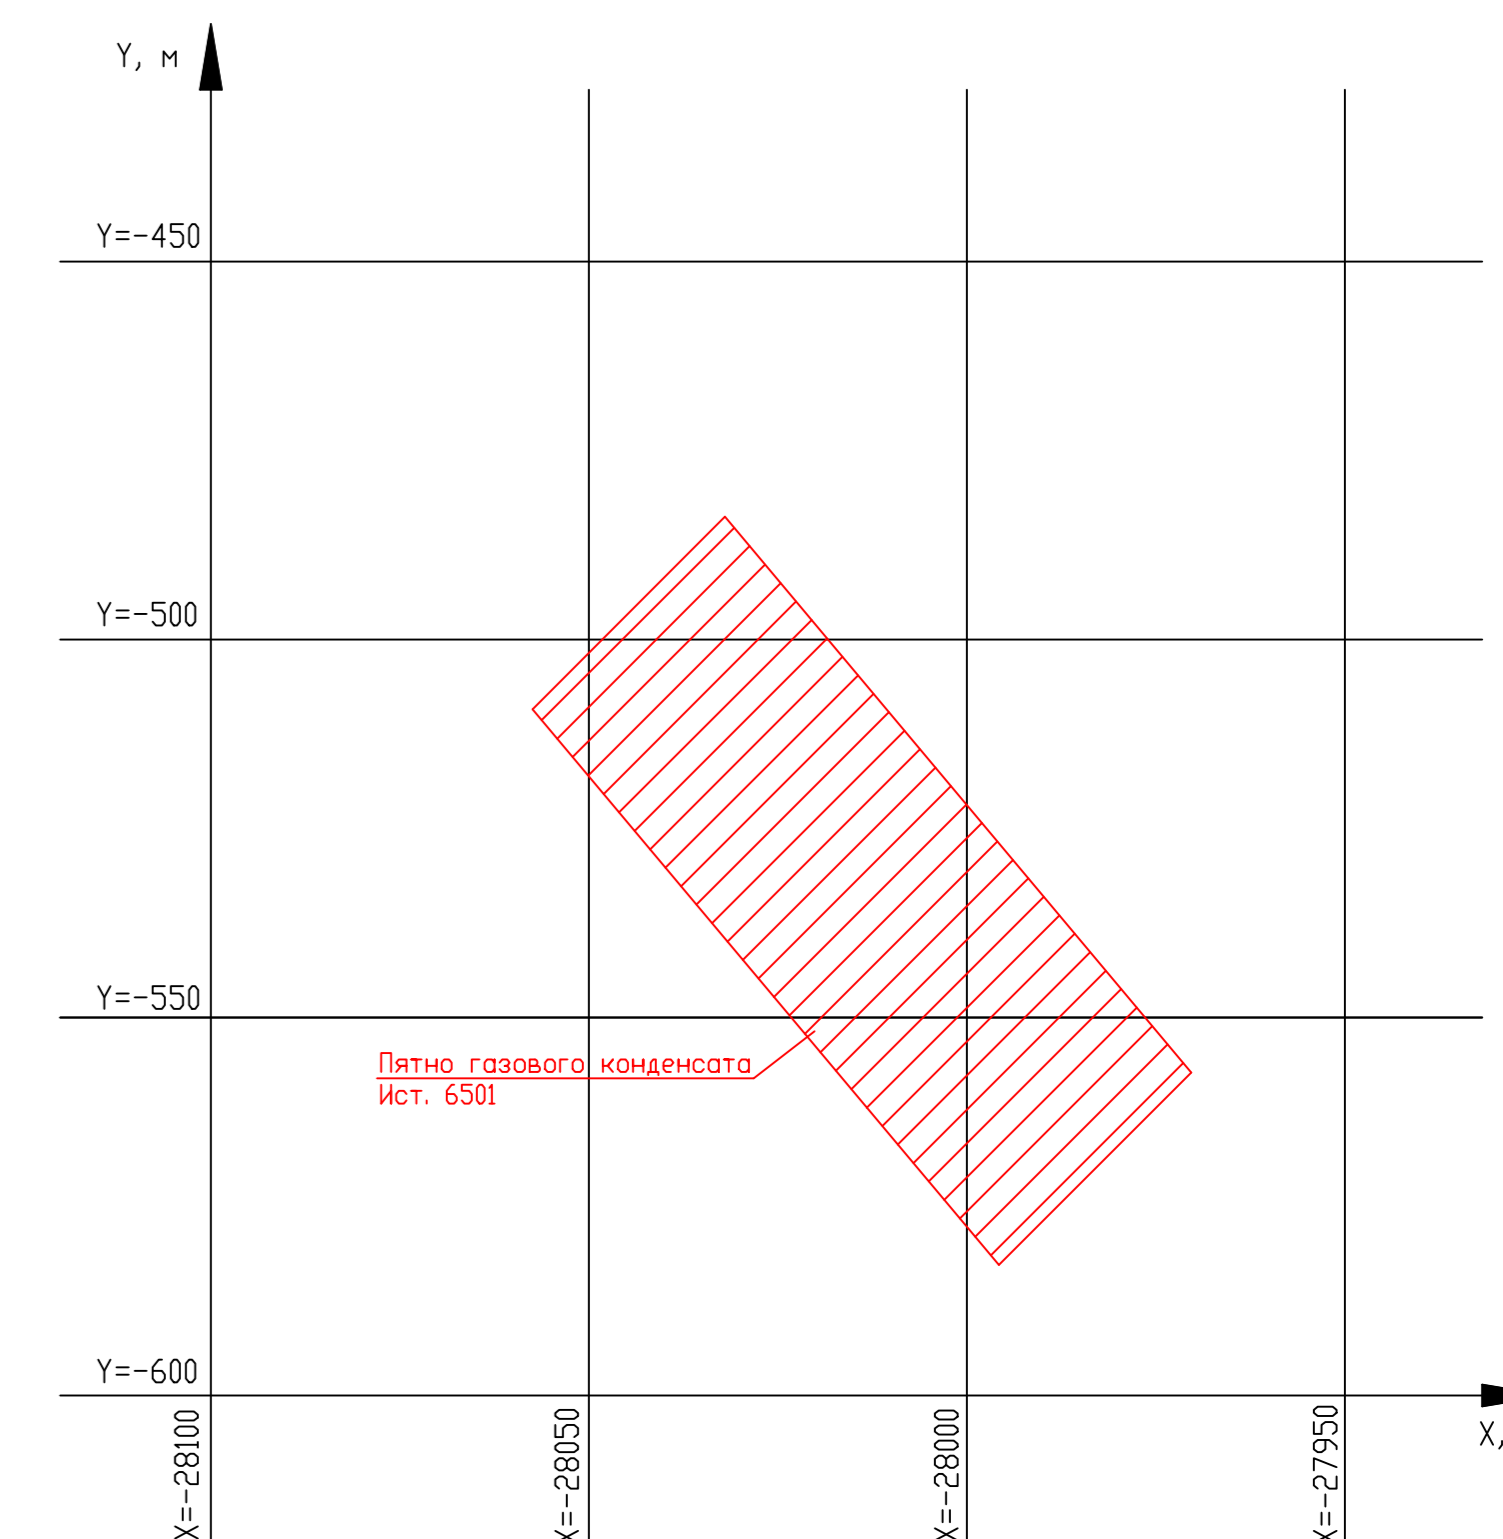 Y, м
Y=-450
Y=-500
Y=-550
Пятно газового конденсата
Ист. 6501
Y=-600
X=-28100
X=-28050
X=-28000
X=-27950
X,